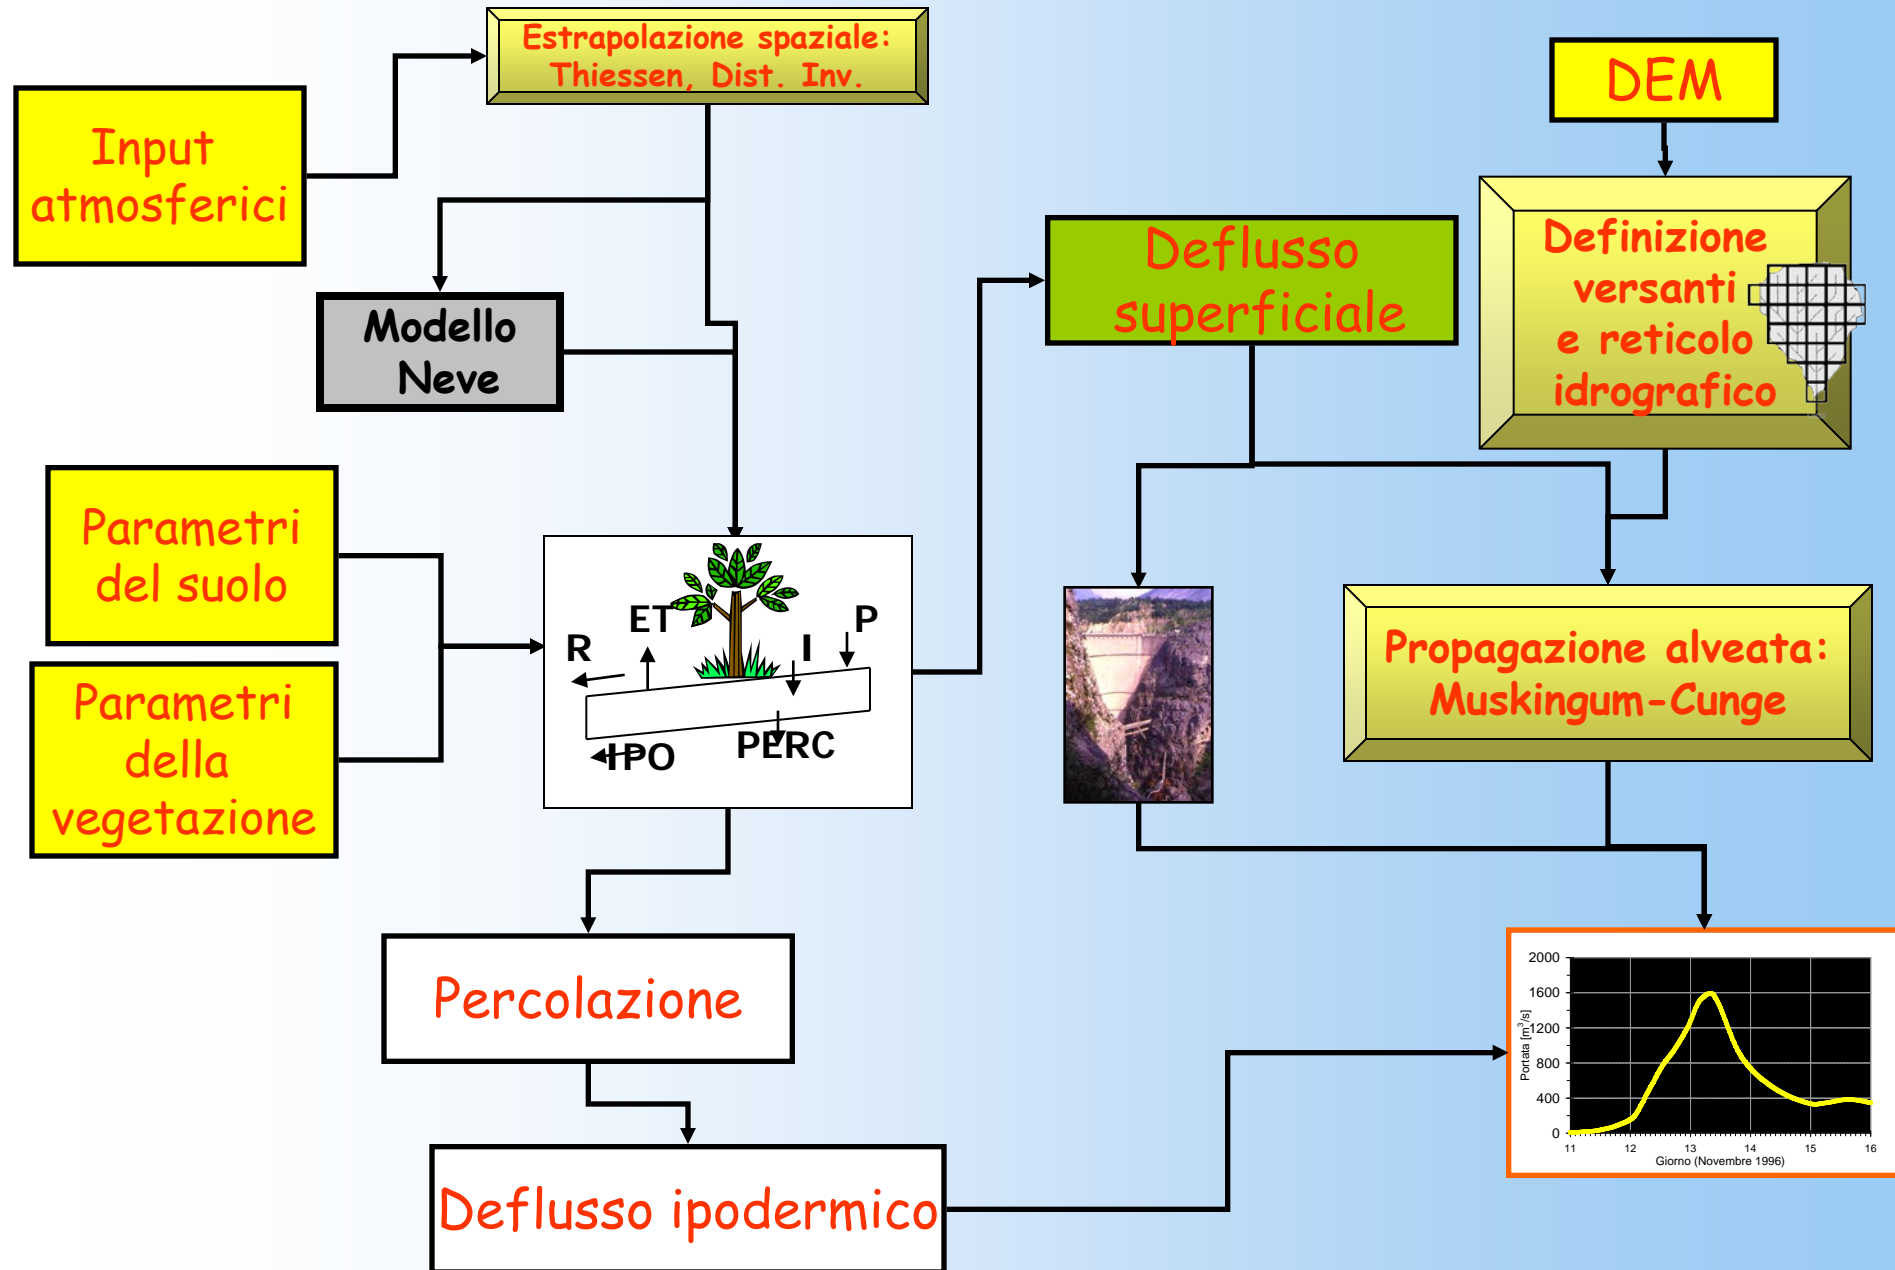 Estrapolazione spaziale:
Thiessen, Dist. Inv.
Input
atmosferici
DEM
Definizione
versanti
e reticolo
idrografico
Modello
Neve
Deflusso
superficiale
Parametri
del suolo
Parametri
della
vegetazione
R
ET
I
P
IPO
PERC
Propagazione alveata:
Muskingum-Cunge
Percolazione
Deflusso ipodermico
2000
1600
1200
800
400
0
Portata [m³/s]
11 12 13 14 15 16
Giorno (Novembre 1996)